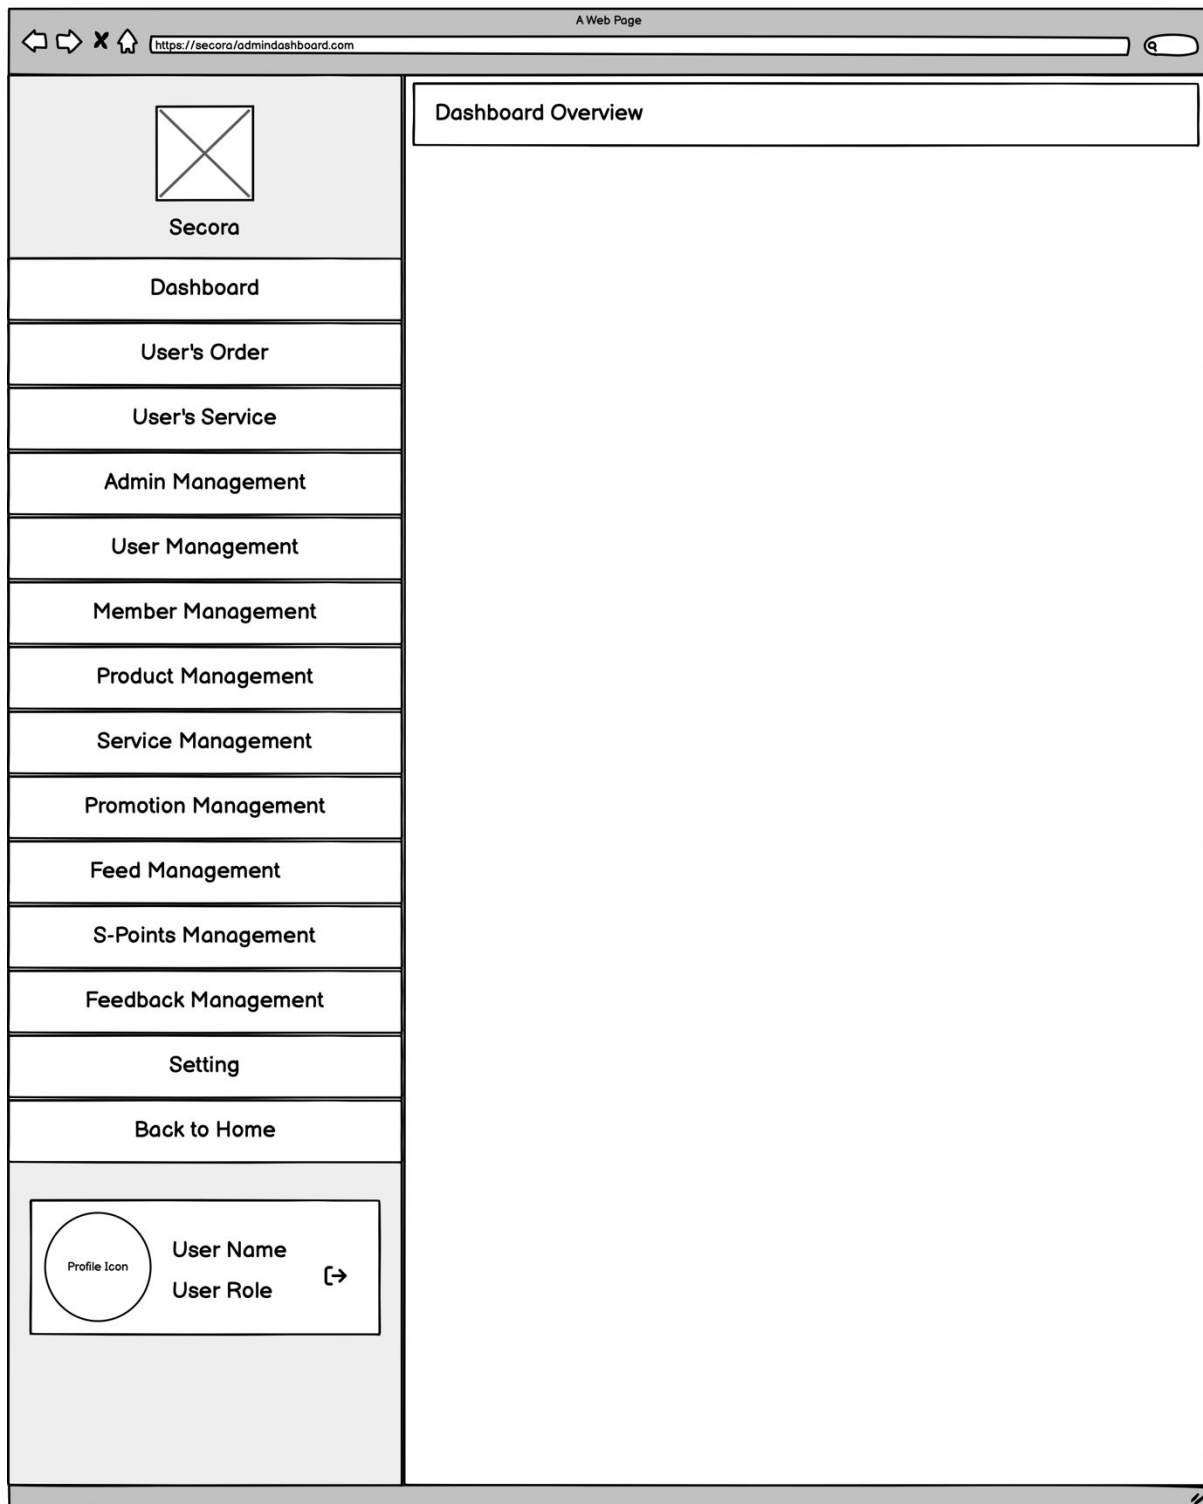 A Web Page
https://secora/admindashboard.com
Secora
Dashboard
User's Order
User's Service
Admin Management
User Management
Member Management
Product Management
Service Management
Promotion Management
Feed Management
S-Points Management
Feedback Management
Setting
Back to Home
Profile Icon
User Name
User Role
Dashboard Overview